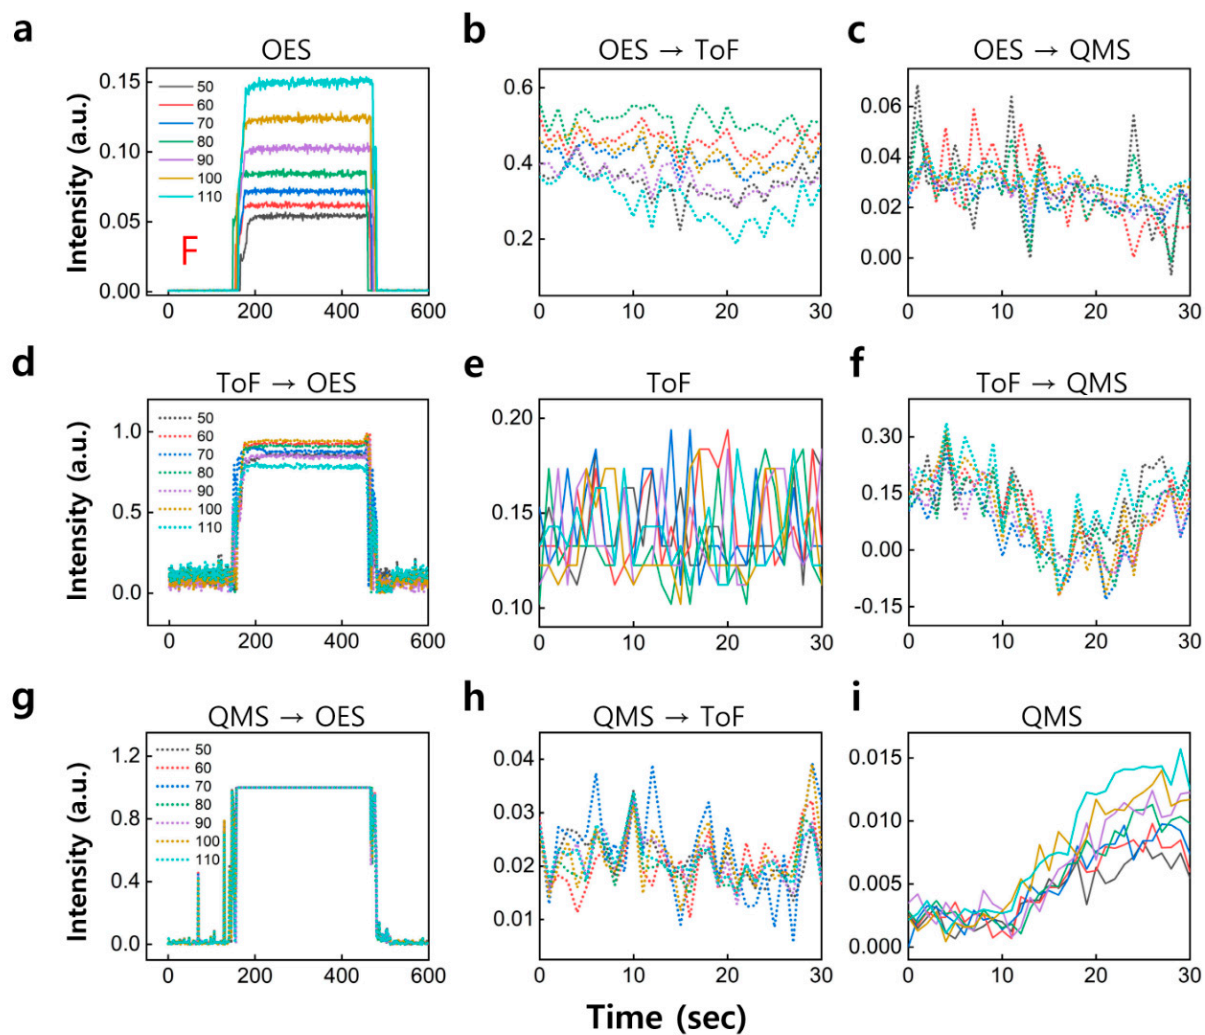 a
OES
Intensity (a.u.)
0.15
0.10
0.05
0.00
50
60
70
80
90
100
110
F
0 200 400 600
b
OES → ToF
0.6
0.4
0.2
0 10 20 30
c
OES → QMS
0.06
0.04
0.02
0.00
0 10 20 30
d
ToF → OES
Intensity (a.u.)
1.0
0.5
0.0
50
60
70
80
90
100
110
0 200 400 600
e
ToF
0.20
0.15
0.10
0 10 20 30
f
ToF → QMS
0.30
0.15
0.00
-0.15
0 10 20 30
g
QMS → OES
Intensity (a.u.)
1.2
0.8
0.4
0.0
50
60
70
80
90
100
110
0 200 400 600
h
QMS → ToF
0.04
0.03
0.02
0.01
0 10 20 30
i
QMS
0.015
0.010
0.005
0.000
0 10 20 30
Time (sec)